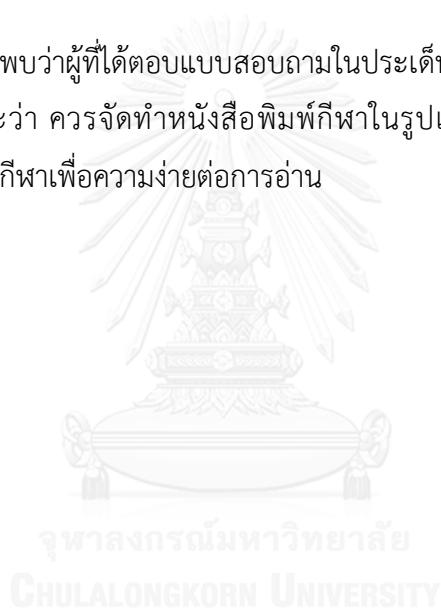 พบว่าผู้ที่ได้ตอบแบบสอบถามในประเด็น
ะว่า ควรจัดทำหนังสือพิมพ์กีฬาในรูปแ
กีฬาเพื่อความง่ายต่อการอ่าน
จุฬาลงกรณ์มหาวิทยาลัย
CHULALONGKORN UNIVERSITY